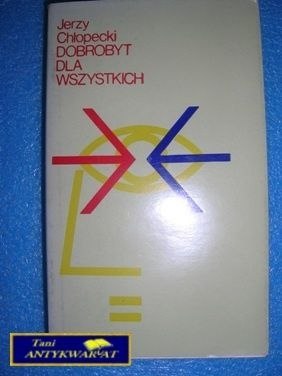 Jerzy
Chłopecki
DOBROBYT
DLA
WSZYSTKICH
Tani
ANTYKWARIAT